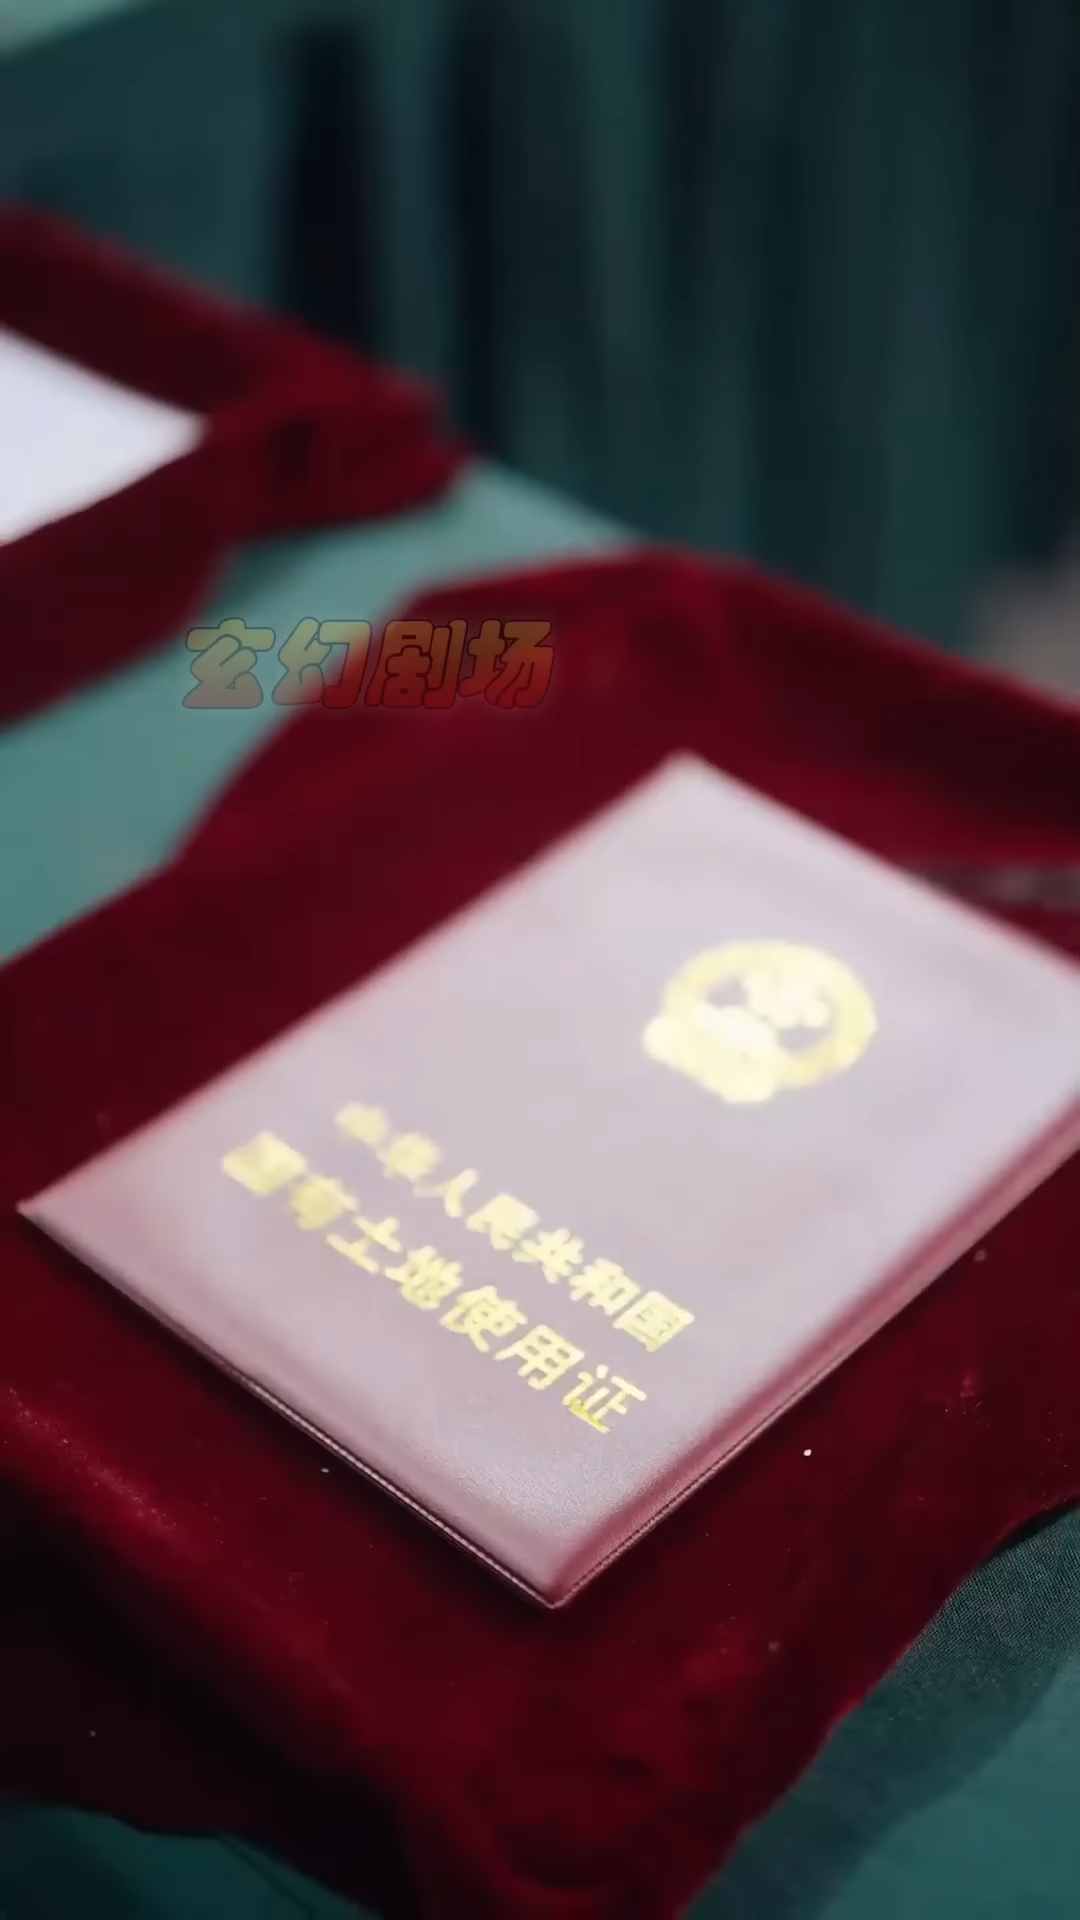 玄幻剧场
中华人民共和国
国有土地使用证